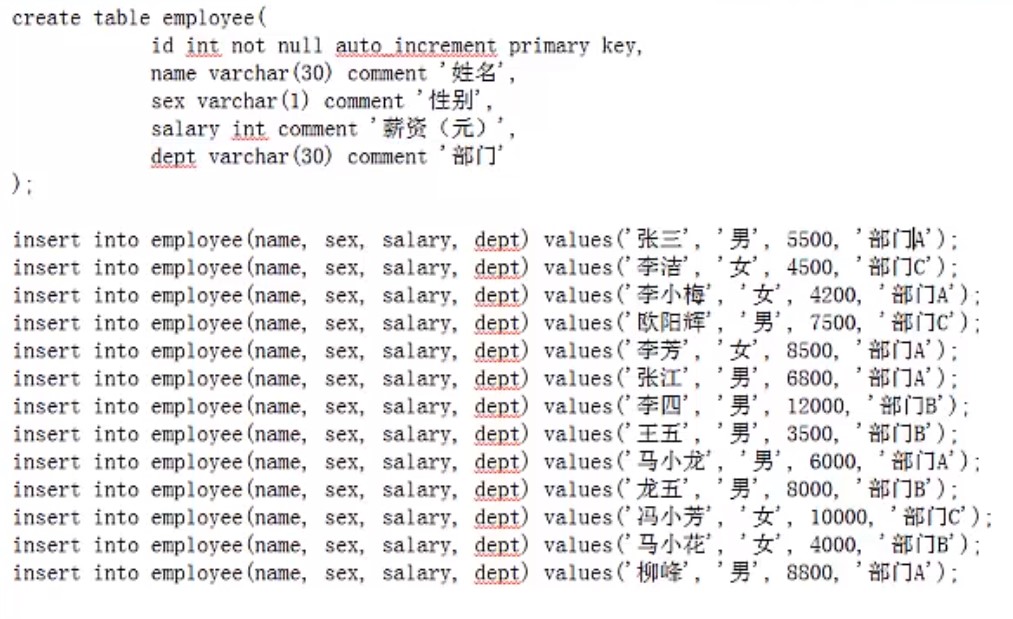 create table employee(
id int not null auto_increment primary key,
name varchar(30) comment '姓名',
sex varchar(1) comment '性别',
salary int comment '薪资（元）',
dept varchar(30) comment '部门'
);
insert into employee(name, sex, salary, dept) values('张三', '男', 5500, '部门A');
insert into employee(name, sex, salary, dept) values('李洁', '女', 4500, '部门C');
insert into employee(name, sex, salary, dept) values('李小梅', '女', 4200, '部门A');
insert into employee(name, sex, salary, dept) values('欧阳辉', '男', 7500, '部门C');
insert into employee(name, sex, salary, dept) values('李芳', '女', 8500, '部门A');
insert into employee(name, sex, salary, dept) values('张江', '男', 6800, '部门A');
insert into employee(name, sex, salary, dept) values('李四', '男', 12000, '部门B');
insert into employee(name, sex, salary, dept) values('王五', '男', 3500, '部门B');
insert into employee(name, sex, salary, dept) values('马小龙', '男', 6000, '部门A');
insert into employee(name, sex, salary, dept) values('龙五', '男', 8000, '部门B');
insert into employee(name, sex, salary, dept) values('冯小芳', '女', 10000, '部门C');
insert into employee(name, sex, salary, dept) values('马小花', '女', 4000, '部门B');
insert into employee(name, sex, salary, dept) values('柳峰', '男', 8800, '部门A');